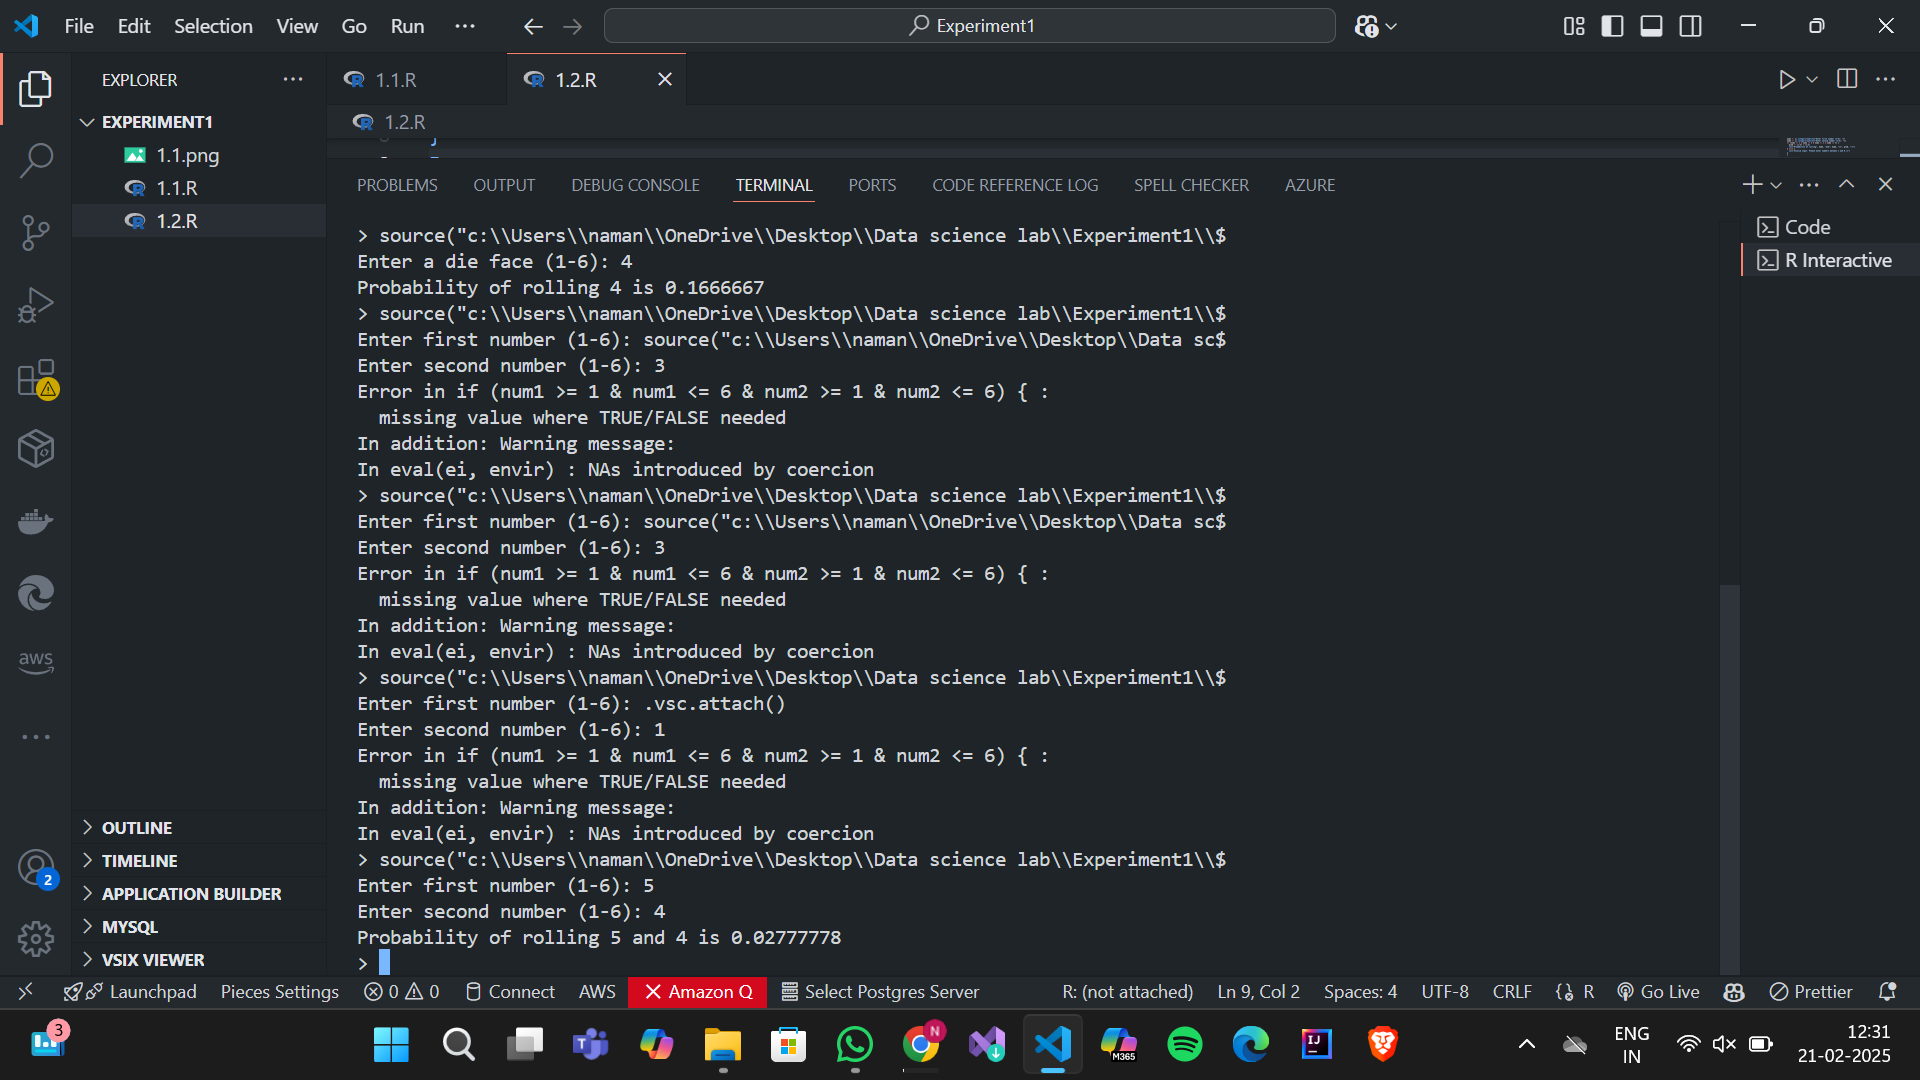 File Edit Selection View Go Run ···
Experiment1
EXPLORER ···
1.1.R
1.2.R
EXPERIMENT1
1.1.png
1.1.R
1.2.R
1.2.R
PROBLEMS OUTPUT DEBUG CONSOLE TERMINAL PORTS CODE REFERENCE LOG SPELL CHECKER AZURE
Code
R Interactive
> source("c:\\Users\\naman\\OneDrive\\Desktop\\Data science lab\\Experiment1\\$
Enter a die face (1-6): 4
Probability of rolling 4 is 0.1666667
> source("c:\\Users\\naman\\OneDrive\\Desktop\\Data science lab\\Experiment1\\$
Enter first number (1-6): source("c:\\Users\\naman\\OneDrive\\Desktop\\Data sc$
Enter second number (1-6): 3
Error in if (num1 >= 1 & num1 <= 6 & num2 >= 1 & num2 <= 6) { :
  missing value where TRUE/FALSE needed
In addition: Warning message:
In eval(ei, envir) : NAs introduced by coercion
> source("c:\\Users\\naman\\OneDrive\\Desktop\\Data science lab\\Experiment1\\$
Enter first number (1-6): source("c:\\Users\\naman\\OneDrive\\Desktop\\Data sc$
Enter second number (1-6): 3
Error in if (num1 >= 1 & num1 <= 6 & num2 >= 1 & num2 <= 6) { :
  missing value where TRUE/FALSE needed
In addition: Warning message:
In eval(ei, envir) : NAs introduced by coercion
> source("c:\\Users\\naman\\OneDrive\\Desktop\\Data science lab\\Experiment1\\$
Enter first number (1-6): .vsc.attach()
Enter second number (1-6): 1
Error in if (num1 >= 1 & num1 <= 6 & num2 >= 1 & num2 <= 6) { :
  missing value where TRUE/FALSE needed
In addition: Warning message:
In eval(ei, envir) : NAs introduced by coercion
> source("c:\\Users\\naman\\OneDrive\\Desktop\\Data science lab\\Experiment1\\$
Enter first number (1-6): 5
Enter second number (1-6): 4
Probability of rolling 5 and 4 is 0.02777778
>
aws
2
OUTLINE
TIMELINE
APPLICATION BUILDER
MYSQL
VSIX VIEWER
Launchpad Pieces Settings 0 0 Connect AWS Amazon Q Select Postgres Server R: (not attached) Ln 9, Col 2 Spaces: 4 UTF-8 CRLF {} R Go Live Prettier
3
N
M365
IJ
ENG
IN
12:31
21-02-2025